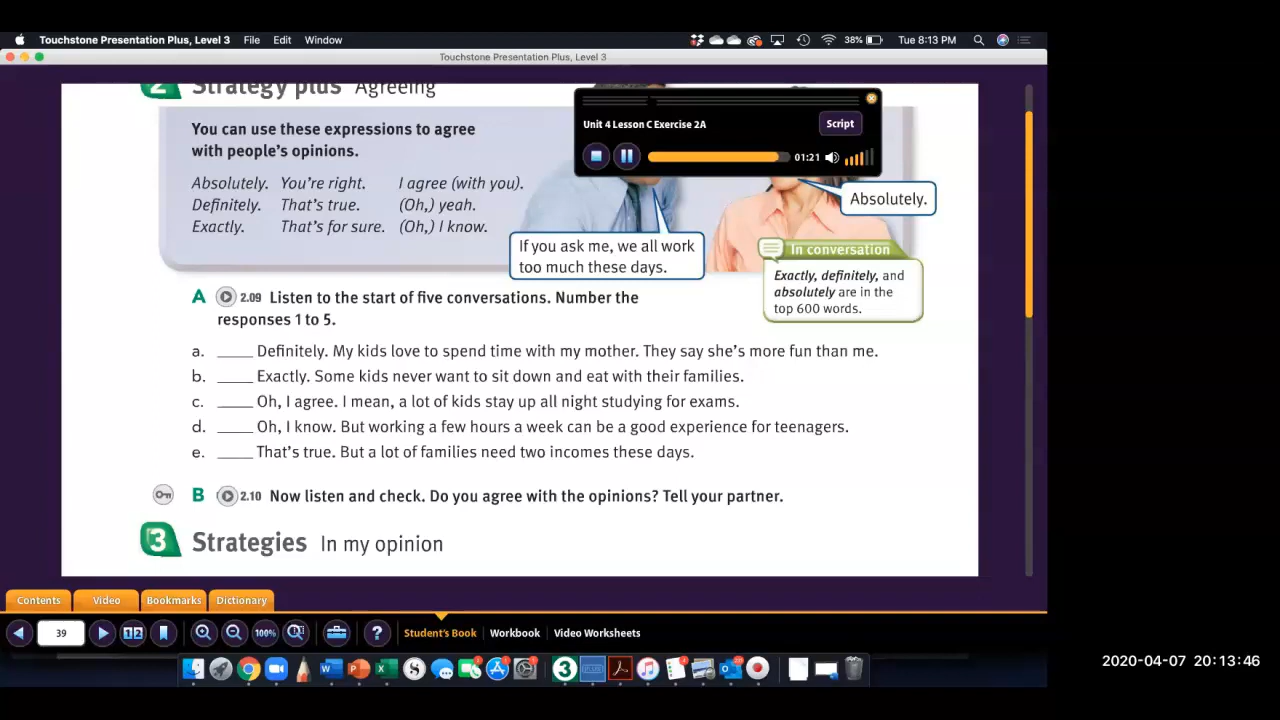 Touchstone Presentation Plus, Level 3 File Edit Window
38% Tue 8:13 PM
Touchstone Presentation Plus, Level 3
2 Strategy plus Agreeing
You can use these expressions to agree
with people's opinions.
Absolutely. You're right. I agree (with you).
Definitely. That's true. (Oh,) yeah.
Exactly. That's for sure. (Oh,) I know.
Unit 4 Lesson C Exercise 2A
Script
01:21
Absolutely.
If you ask me, we all work
too much these days.
In conversation
Exactly, definitely, and
absolutely are in the
top 600 words.
A 2.09 Listen to the start of five conversations. Number the
responses 1 to 5.
a. ____ Definitely. My kids love to spend time with my mother. They say she's more fun than me.
b. ____ Exactly. Some kids never want to sit down and eat with their families.
c. ____ Oh, I agree. I mean, a lot of kids stay up all night studying for exams.
d. ____ Oh, I know. But working a few hours a week can be a good experience for teenagers.
e. ____ That's true. But a lot of families need two incomes these days.
B 2.10 Now listen and check. Do you agree with the opinions? Tell your partner.
3 Strategies In my opinion
Contents Video Bookmarks Dictionary
39 12 100% ? Student's Book Workbook Video Worksheets
2020-04-07 20:13:46